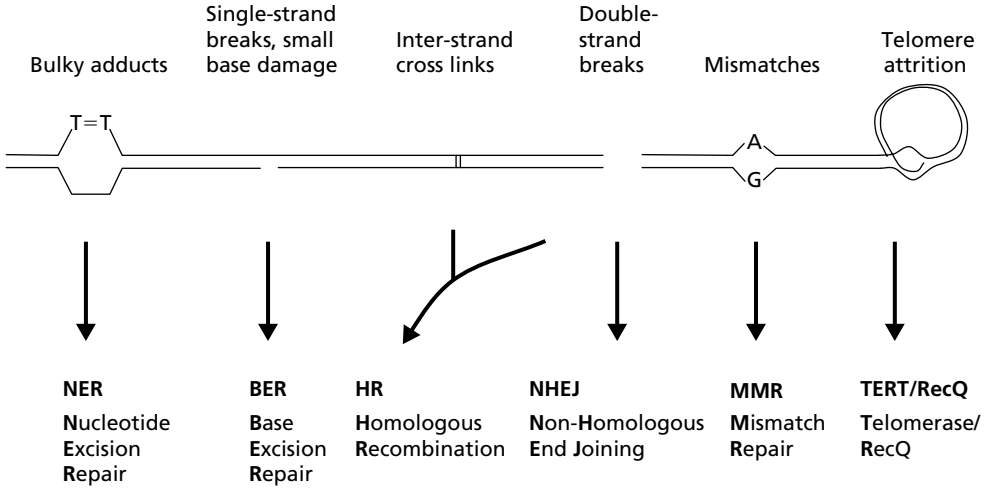 Bulky adducts
Single-strand
breaks, small
base damage
Inter-strand
cross links
Double-
strand
breaks
Mismatches
Telomere
attrition
T=T
A
G
NER
Nucleotide
Excision
Repair
BER
Base
Excision
Repair
HR
Homologous
Recombination
NHEJ
Non-Homologous
End Joining
MMR
Mismatch
Repair
TERT/RecQ
Telomerase/
RecQ